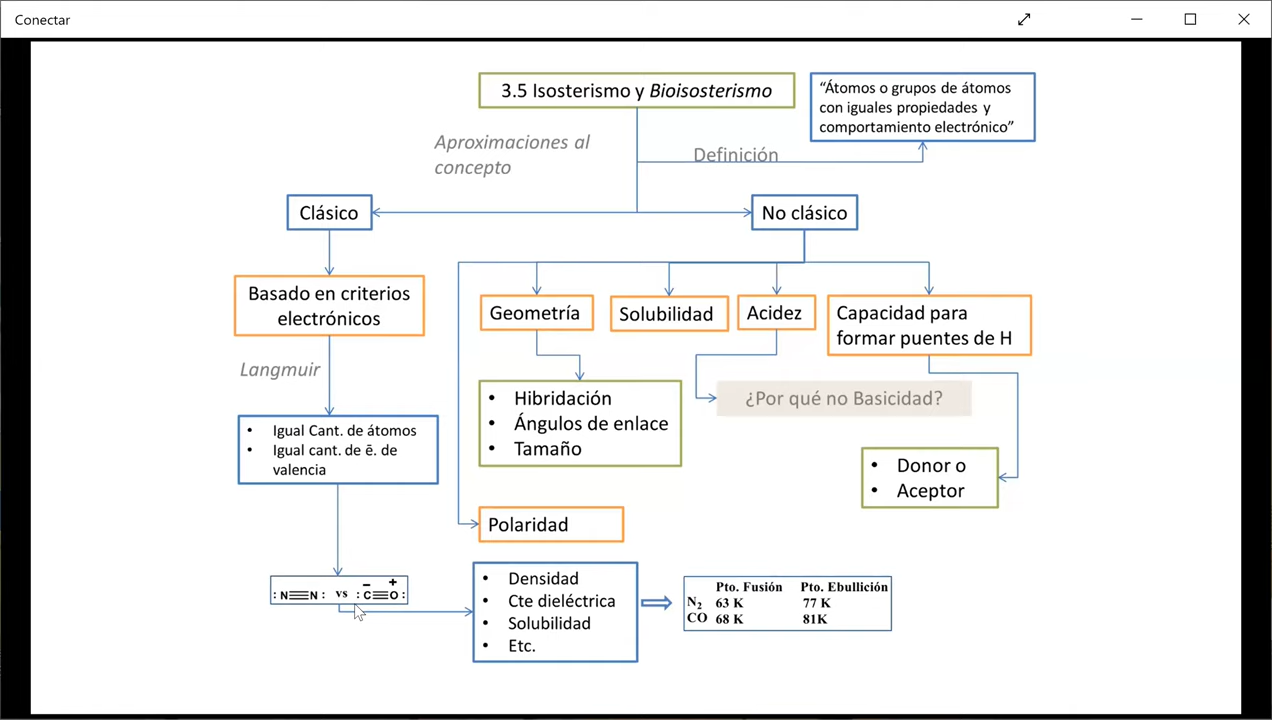 Conectar
3.5 Isosterismo y Bioisosterismo
“Átomos o grupos de átomos
con iguales propiedades y
comportamiento electrónico”
Aproximaciones al
concepto
Definición
Clásico
No clásico
Basado en criterios
electrónicos
Geometría
Solubilidad
Acidez
Capacidad para
formar puentes de H
Langmuir
• Hibridación
• Ángulos de enlace
• Tamaño
¿Por qué no Basicidad?
• Igual Cant. de átomos
• Igual cant. de ē. de
valencia
• Donor o
• Aceptor
Polaridad
:N≡N: vs :C≡O:
− +
• Densidad
• Cte dieléctrica
• Solubilidad
• Etc.
Pto. Fusión Pto. Ebullición
N₂ 63 K 77 K
CO 68 K 81K